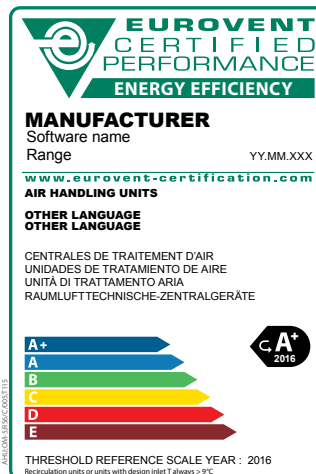 EUROVENT
CERTIFIED
PERFORMANCE
ENERGY EFFICIENCY
MANUFACTURER
Software name
Range YY.MM.XXX
www.eurovent-certification.com
AIR HANDLING UNITS
OTHER LANGUAGE
OTHER LANGUAGE
CENTRALES DE TRAITEMENT D'AIR
UNIDADES DE TRATAMIENTO DE AIRE
UNITÀ DI TRATTAMENTO ARIA
RAUMLUFTTECHNISCHE-ZENTRALGERÄTE
A+
A
B
C
D
E
A+
2016
THRESHOLD REFERENCE SCALE YEAR : 2016
Recirculation units or units with design inlet T always > 9°C